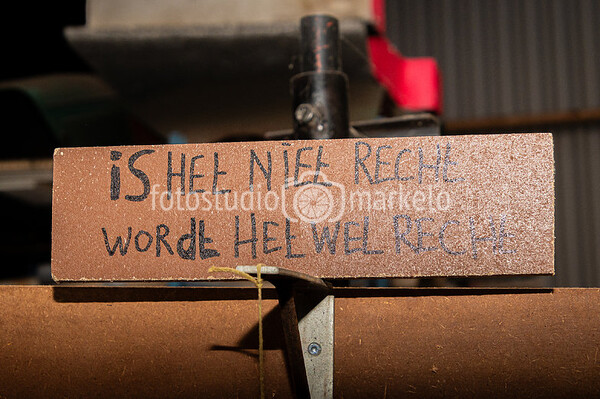 iS HET NiET RECHT
fotostudio markelo
WORdt HET WEL RECHT